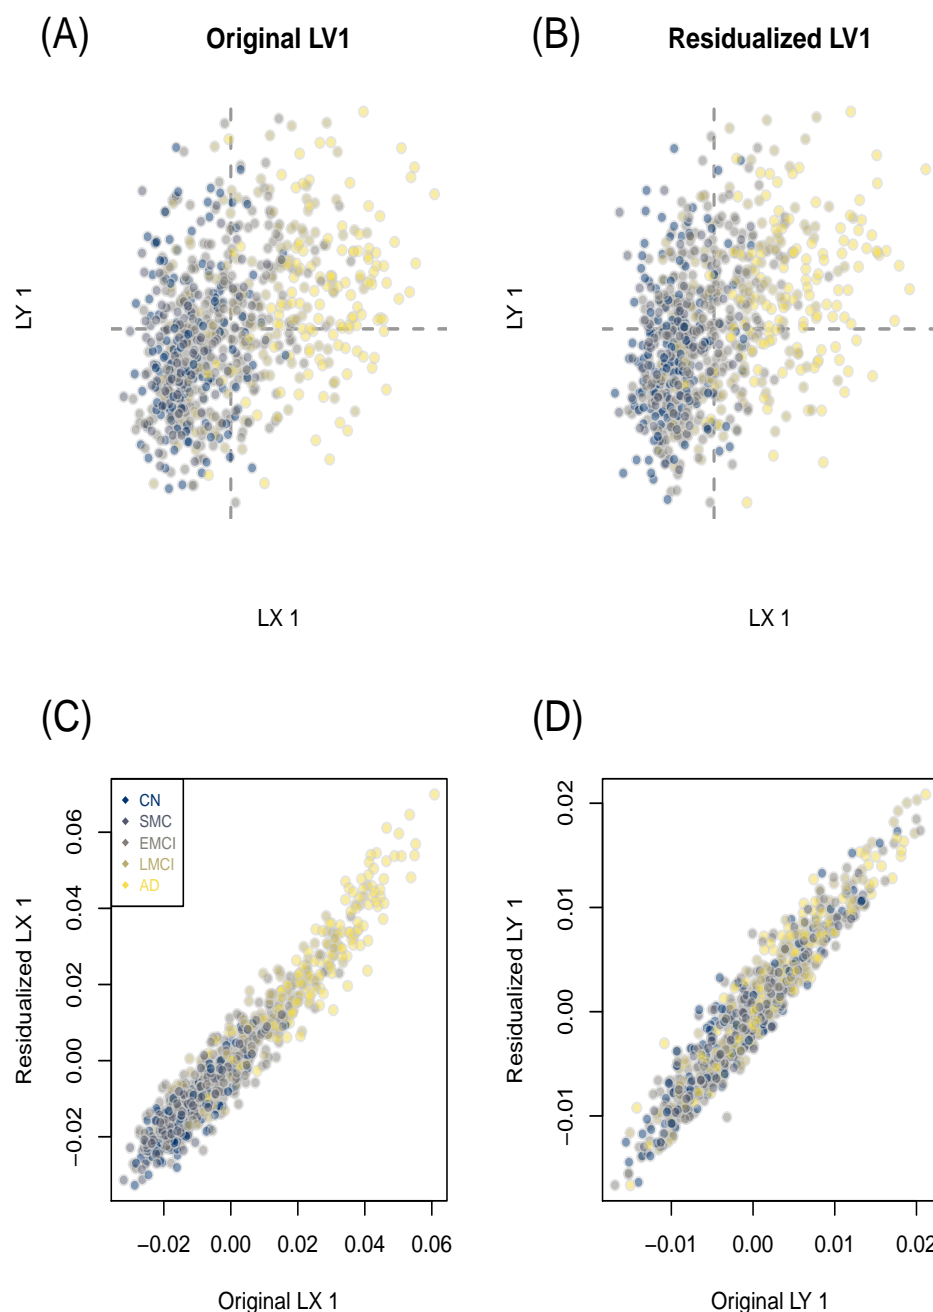 (A)
Original LV1
(B)
Residualized LV1
LY 1
LY 1
LX 1
LX 1
(C)
(D)
CN
SMC
EMCI
LMCI
AD
Residualized LX 1
−0.02
0.00
0.02
0.04
0.06
−0.02
0.00
0.02
0.04
0.06
Original LX 1
Residualized LY 1
−0.01
0.00
0.01
0.02
−0.01
0.00
0.01
0.02
Original LY 1